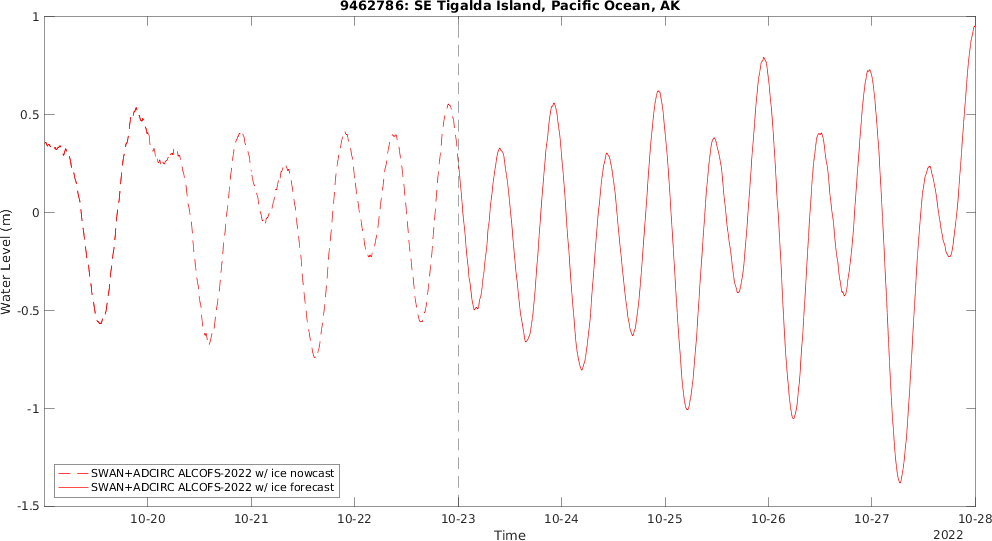 9462786: SE Tigalda Island, Pacific Ocean, AK
Water Level (m)
1
0.5
0
-0.5
-1
-1.5
SWAN+ADCIRC ALCOFS-2022 w/ ice nowcast
SWAN+ADCIRC ALCOFS-2022 w/ ice forecast
10-20 10-21 10-22 10-23 10-24 10-25 10-26 10-27 10-28
Time
2022